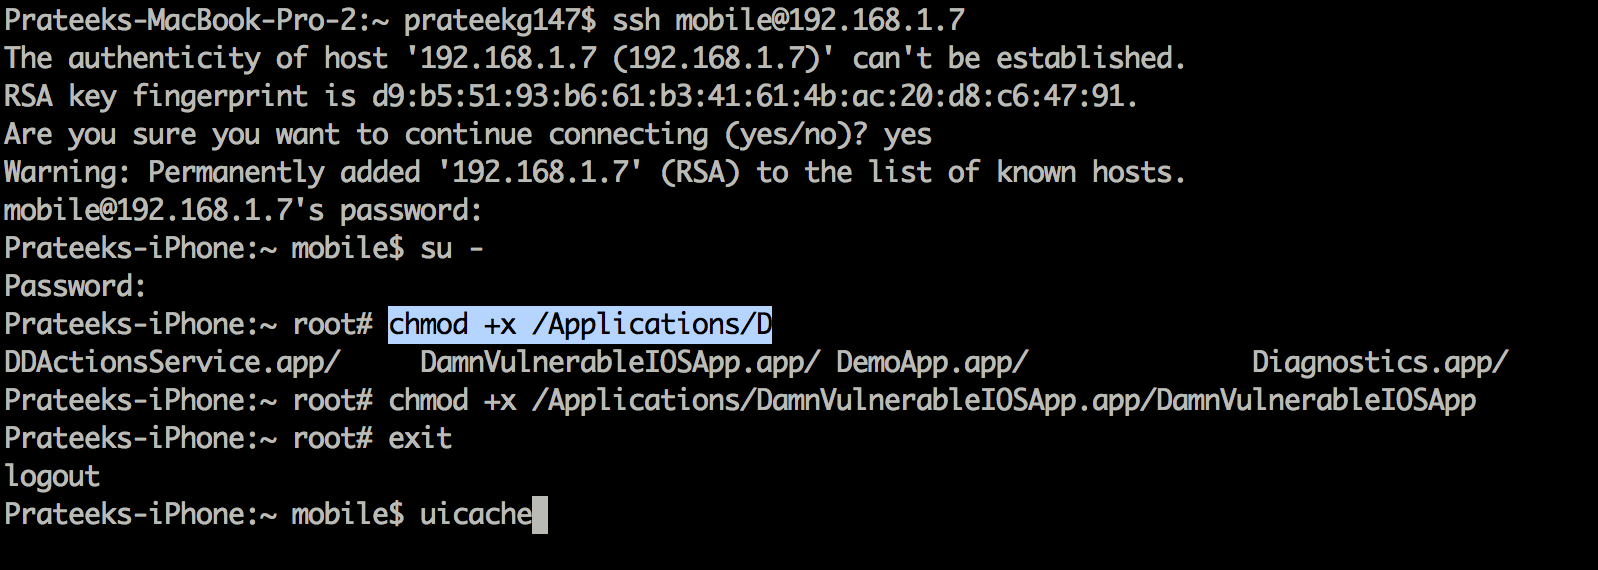 Prateeks-MacBook-Pro-2:~ prateekg147$ ssh mobile@192.168.1.7
The authenticity of host '192.168.1.7 (192.168.1.7)' can't be established.
RSA key fingerprint is d9:b5:51:93:b6:61:b3:41:61:4b:ac:20:d8:c6:47:91.
Are you sure you want to continue connecting (yes/no)? yes
Warning: Permanently added '192.168.1.7' (RSA) to the list of known hosts.
mobile@192.168.1.7's password:
Prateeks-iPhone:~ mobile$ su -
Password:
Prateeks-iPhone:~ root# chmod +x /Applications/D
DDActionsService.app/     DamnVulnerableIOSApp.app/ DemoApp.app/              Diagnostics.app/
Prateeks-iPhone:~ root# chmod +x /Applications/DamnVulnerableIOSApp.app/DamnVulnerableIOSApp
Prateeks-iPhone:~ root# exit
logout
Prateeks-iPhone:~ mobile$ uicache